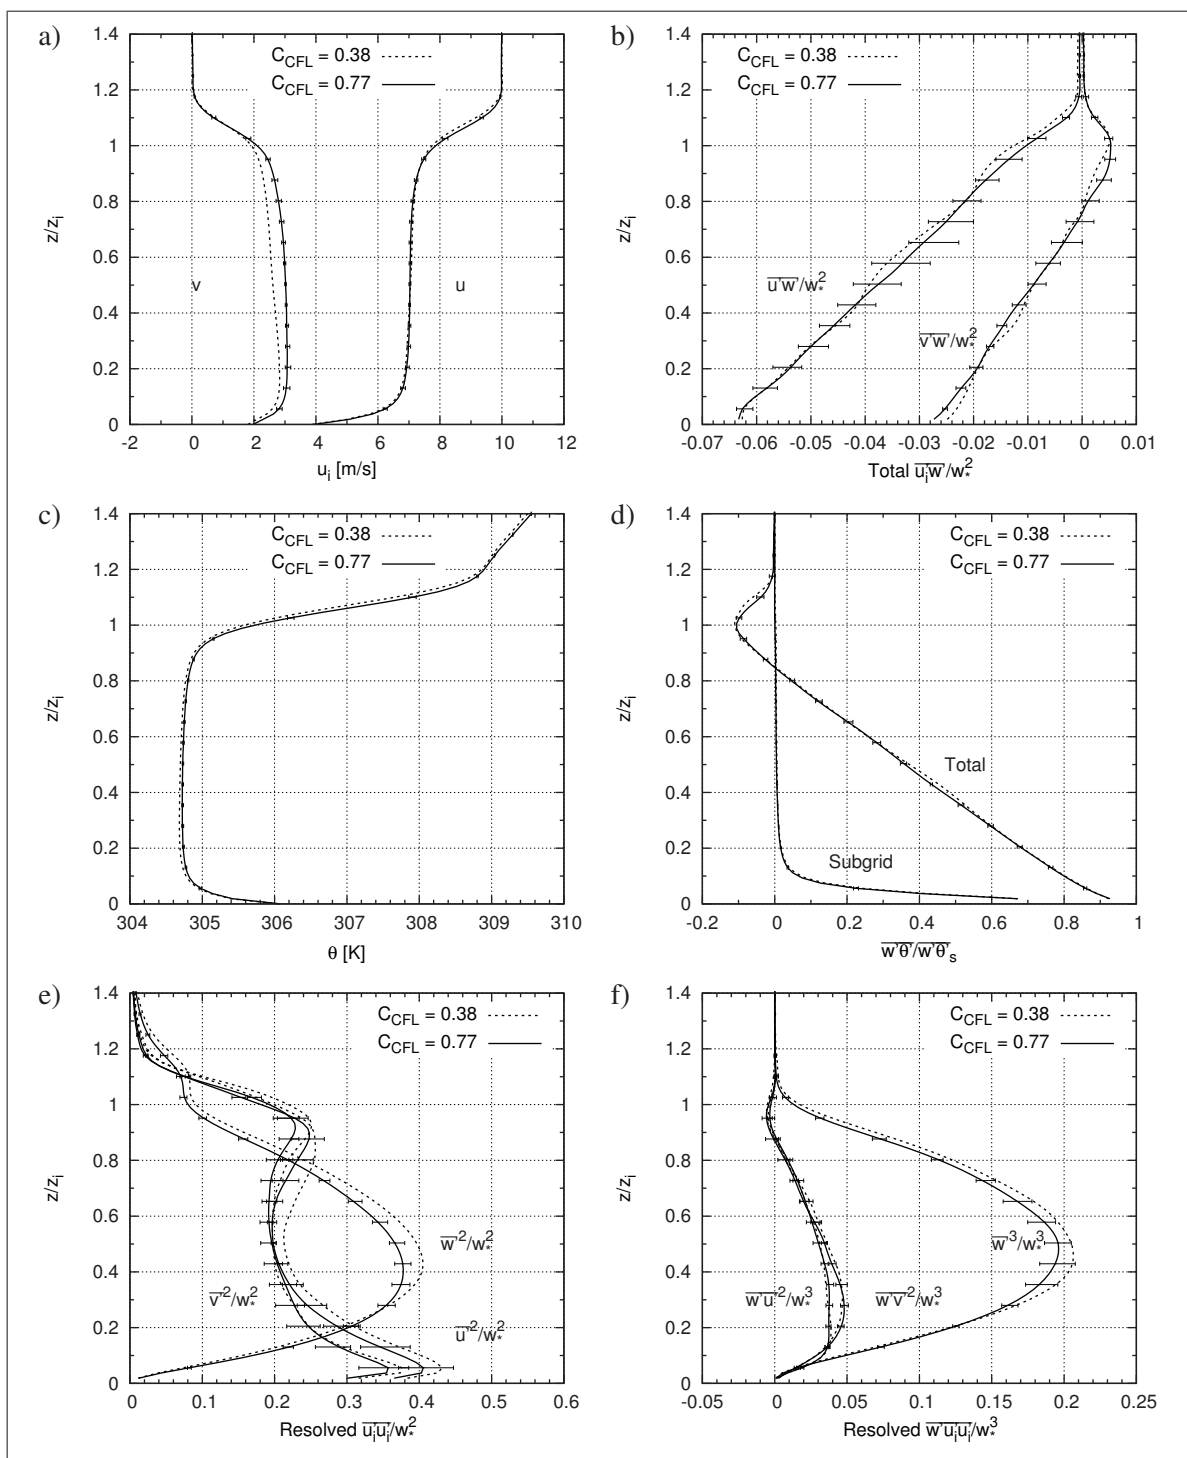 a)
C_CFL = 0.38
C_CFL = 0.77
1.4
1.2
1
0.8
0.6
0.4
0.2
0
z/z_i
v
u
-2 0 2 4 6 8 10 12
u_i [m/s]
b)
C_CFL = 0.38
C_CFL = 0.77
1.4
1.2
1
0.8
0.6
0.4
0.2
0
z/z_i
u'w'/w_*^2
v'w'/w_*^2
-0.07 -0.06 -0.05 -0.04 -0.03 -0.02 -0.01 0 0.01
Total u_i'w'/w_*^2
c)
C_CFL = 0.38
C_CFL = 0.77
1.4
1.2
1
0.8
0.6
0.4
0.2
0
z/z_i
304 305 306 307 308 309 310
θ [K]
d)
C_CFL = 0.38
C_CFL = 0.77
1.4
1.2
1
0.8
0.6
0.4
0.2
0
z/z_i
Total
Subgrid
-0.2 0 0.2 0.4 0.6 0.8 1
w'θ'/w'θ'_s
e)
C_CFL = 0.38
C_CFL = 0.77
1.4
1.2
1
0.8
0.6
0.4
0.2
0
z/z_i
w'^2/w_*^2
v'^2/w_*^2
u'^2/w_*^2
0 0.1 0.2 0.3 0.4 0.5 0.6
Resolved u_i'u_i'/w_*^2
f)
C_CFL = 0.38
C_CFL = 0.77
1.4
1.2
1
0.8
0.6
0.4
0.2
0
z/z_i
w'^3/w_*^3
w'u'^2/w_*^3
w'v'^2/w_*^3
-0.05 0 0.05 0.1 0.15 0.2 0.25
Resolved w'u_i'u_i'/w_*^3